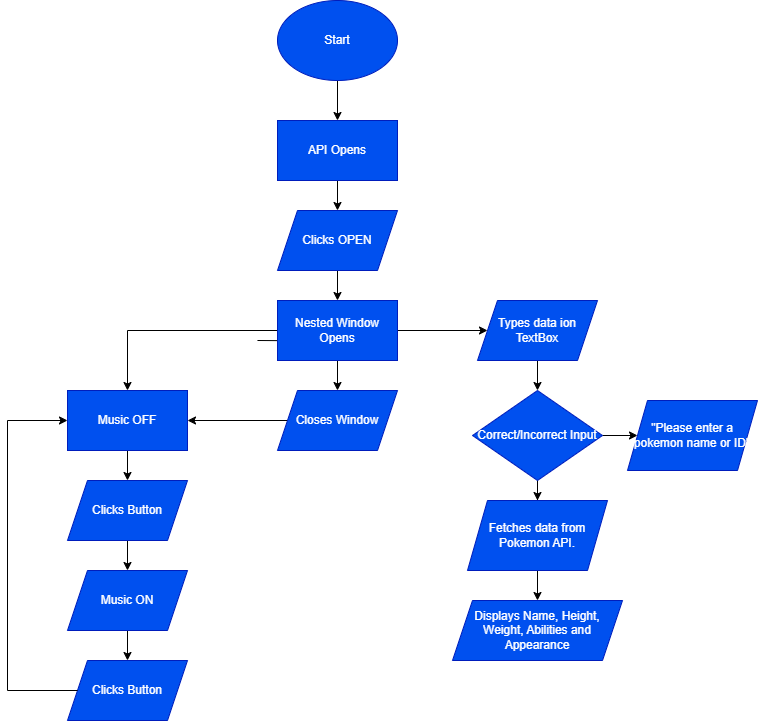 Start
API Opens
Clicks OPEN
Nested Window
Opens
Types data ion
TextBox
Music OFF
Closes Window
Correct/Incorrect Input
"Please enter a
pokemon name or ID"
Clicks Button
Fetches data from
Pokemon API.
Music ON
Displays Name, Height,
Weight, Abilities and
Appearance
Clicks Button